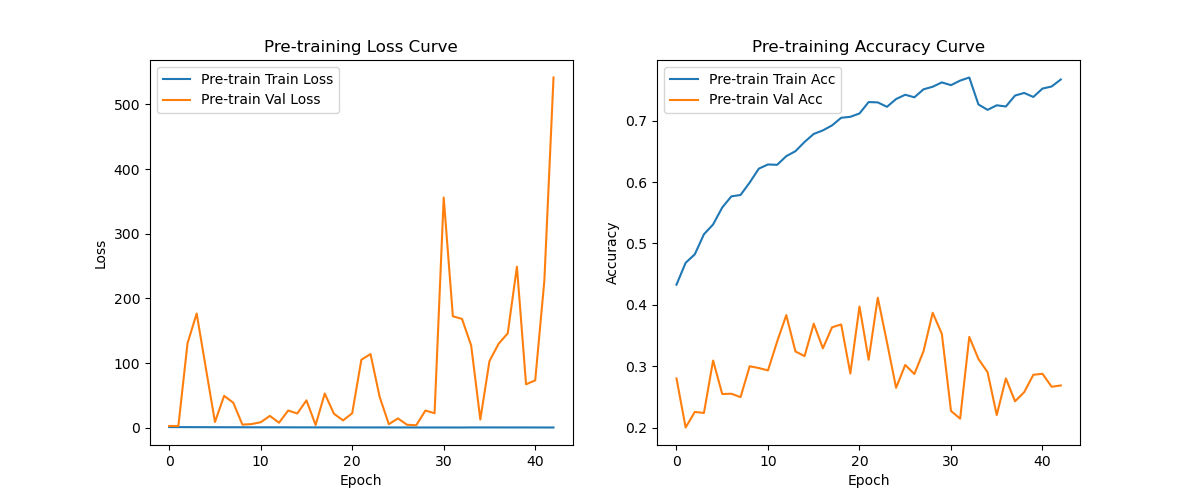 Pre-training Loss Curve
Pre-train Train Loss
Pre-train Val Loss
500
400
300
200
100
0
Loss
0 10 20 30 40
Epoch
Pre-training Accuracy Curve
Pre-train Train Acc
Pre-train Val Acc
0.7
0.6
0.5
0.4
0.3
0.2
Accuracy
0 10 20 30 40
Epoch